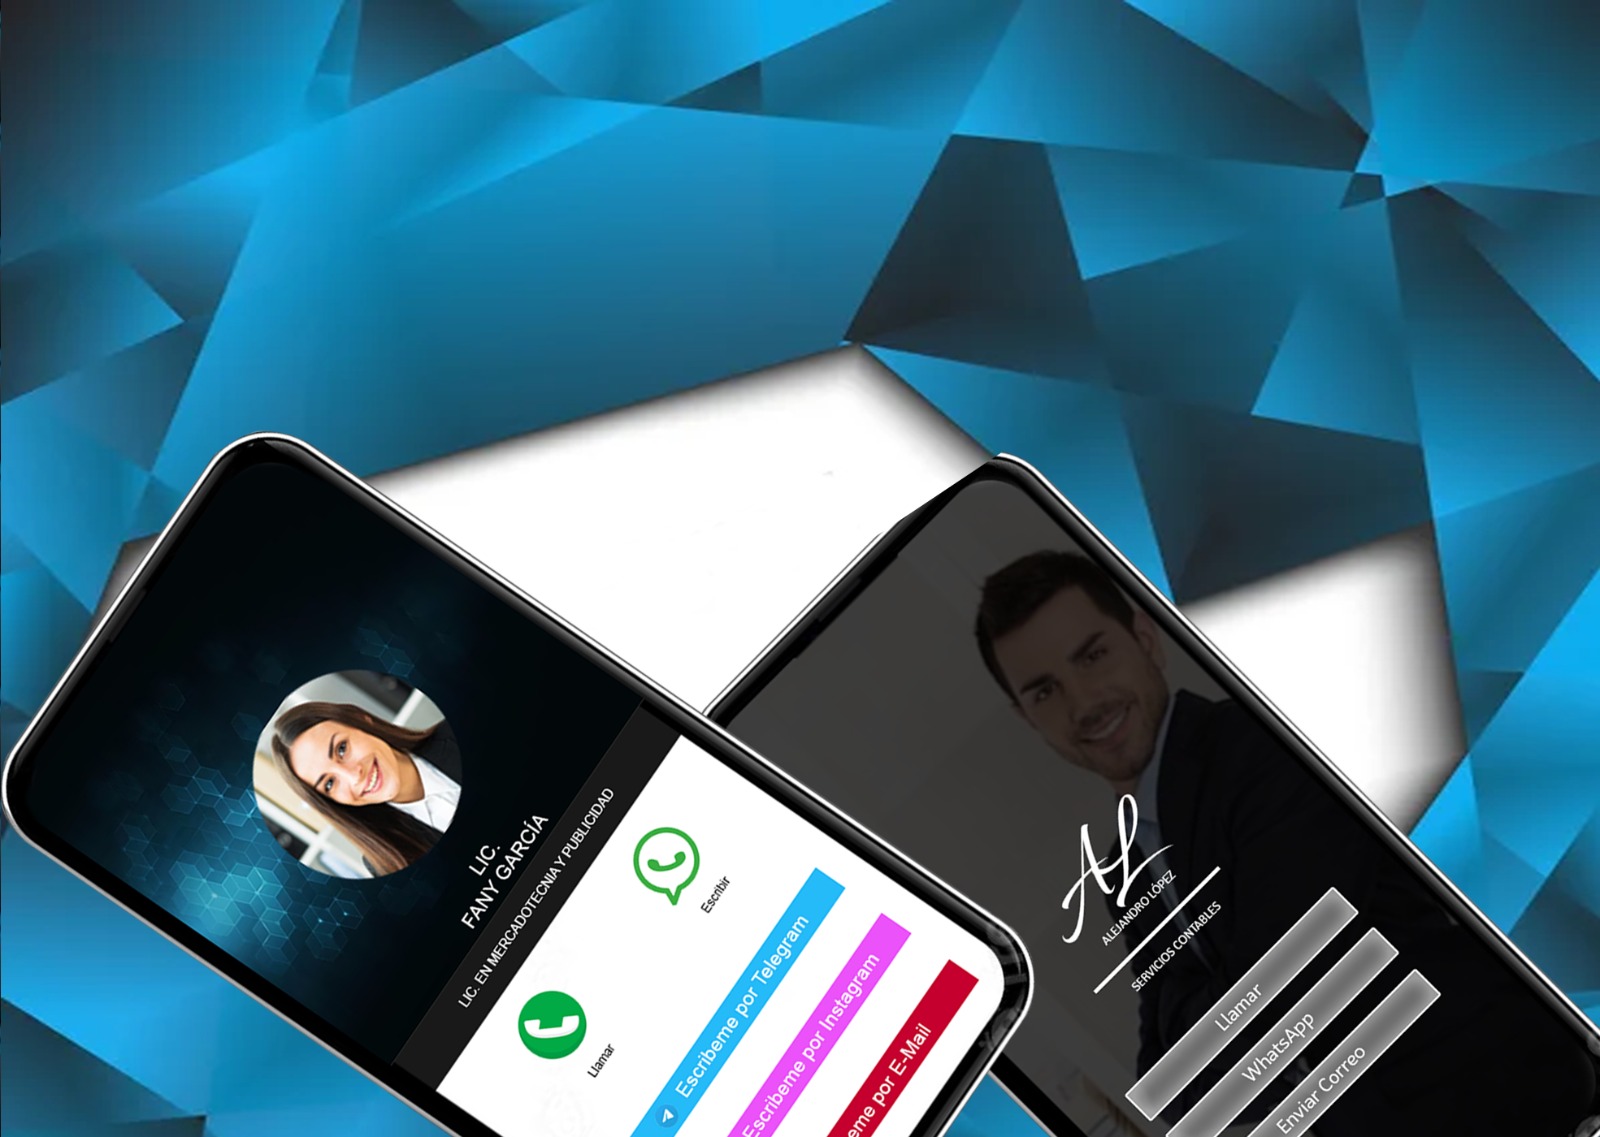 LIC.
FANY GARCÍA
LIC. EN MERCADOTECNIA Y PUBLICIDAD
Llamar
Escribir
Escribeme por Telegram
Escribeme por Instagram
eme por E-Mail
AL
ALEJANDRO LÓPEZ
SERVICIOS CONTABLES
Llamar
WhatsApp
Enviar Correo